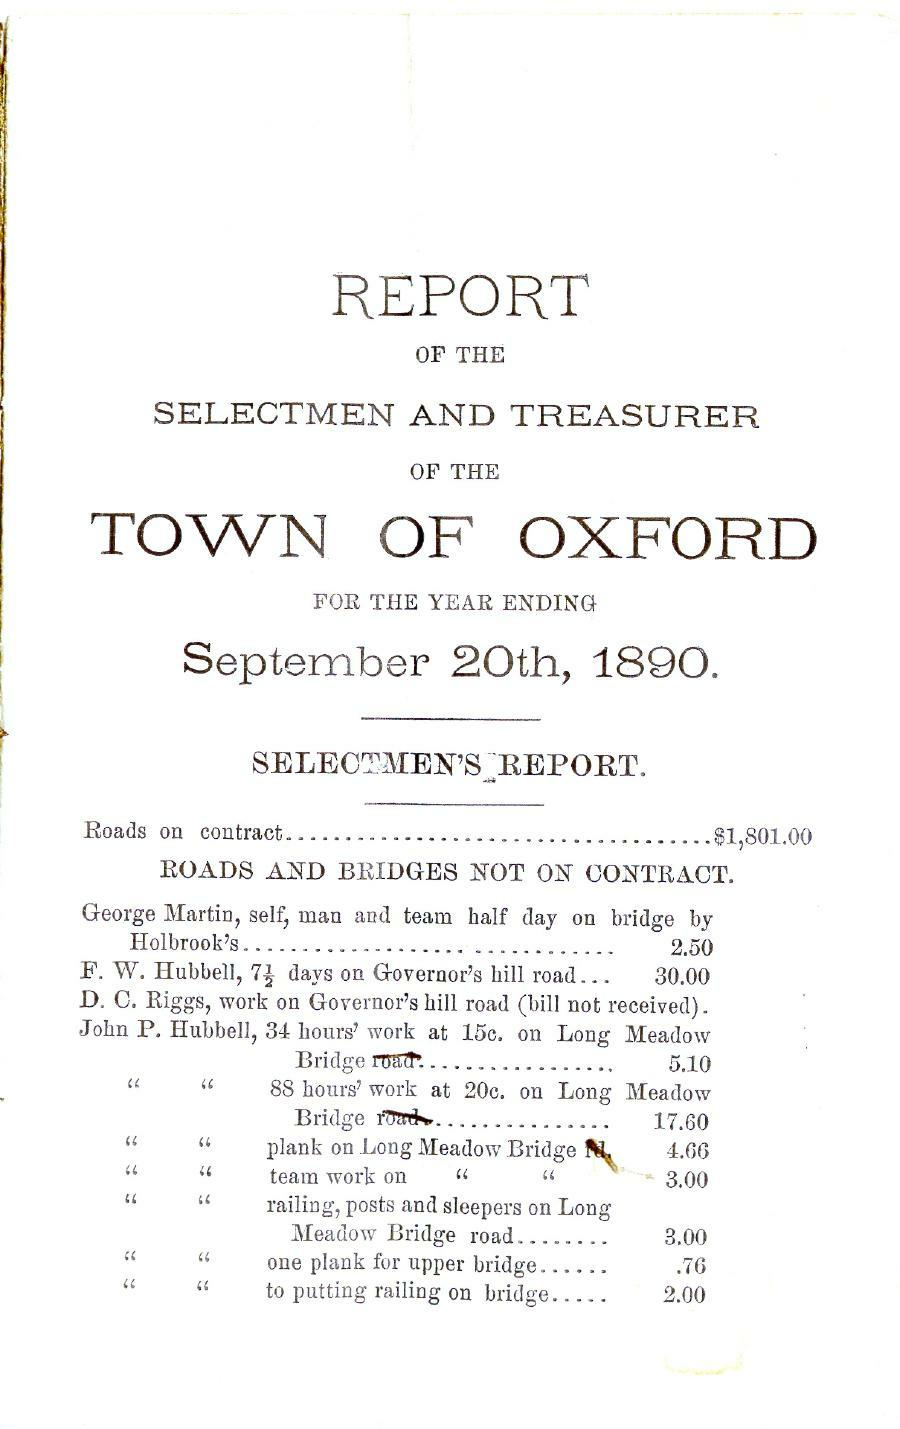 REPORT
OF THE
SELECTMEN AND TREASURER
OF THE
TOWN OF OXFORD
FOR THE YEAR ENDING
September 20th, 1890.
SELECTMEN'S REPORT.
Roads on contract....................................$1,801.00
ROADS AND BRIDGES NOT ON CONTRACT.
George Martin, self, man and team half day on bridge by
Holbrook's................................ 2.50
F. W. Hubbell, 7½ days on Governor's hill road... 30.00
D. C. Riggs, work on Governor's hill road (bill not received).
John P. Hubbell, 34 hours' work at 15c. on Long Meadow
Bridge road................. 5.10
“ “ 88 hours' work at 20c. on Long Meadow
Bridge road................ 17.60
“ “ plank on Long Meadow Bridge rd. 4.66
“ “ team work on “ “ 3.00
“ “ railing, posts and sleepers on Long
Meadow Bridge road........ 3.00
“ “ one plank for upper bridge...... .76
“ “ to putting railing on bridge..... 2.00